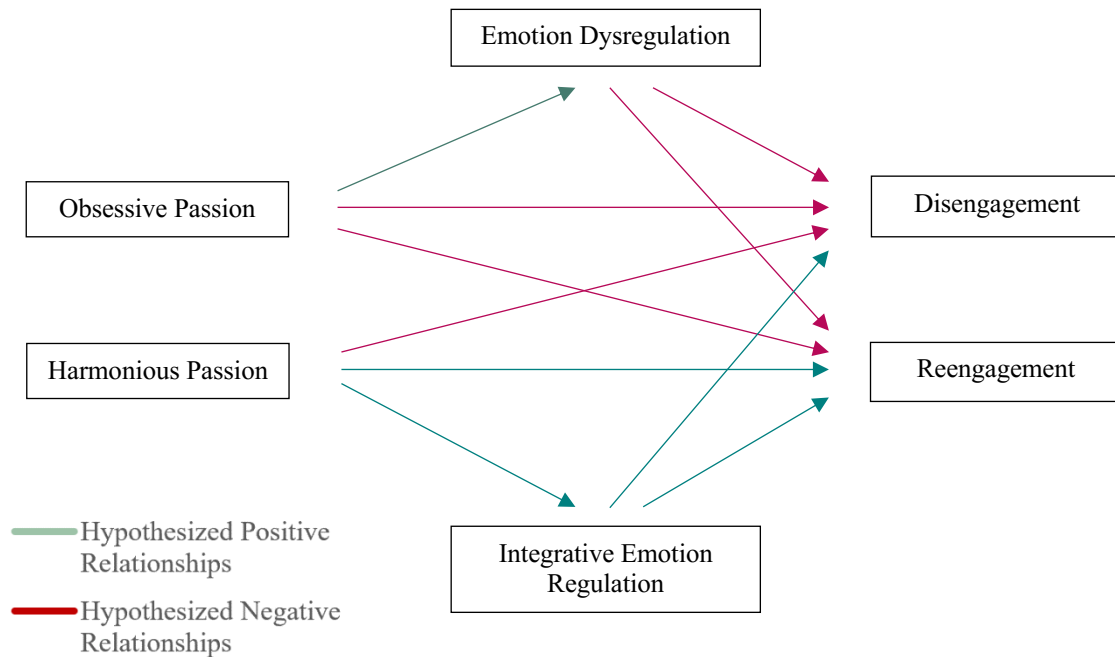 Emotion Dysregulation
Obsessive Passion
Disengagement
Harmonious Passion
Reengagement
Integrative Emotion
Regulation
Hypothesized Positive
Relationships
Hypothesized Negative
Relationships